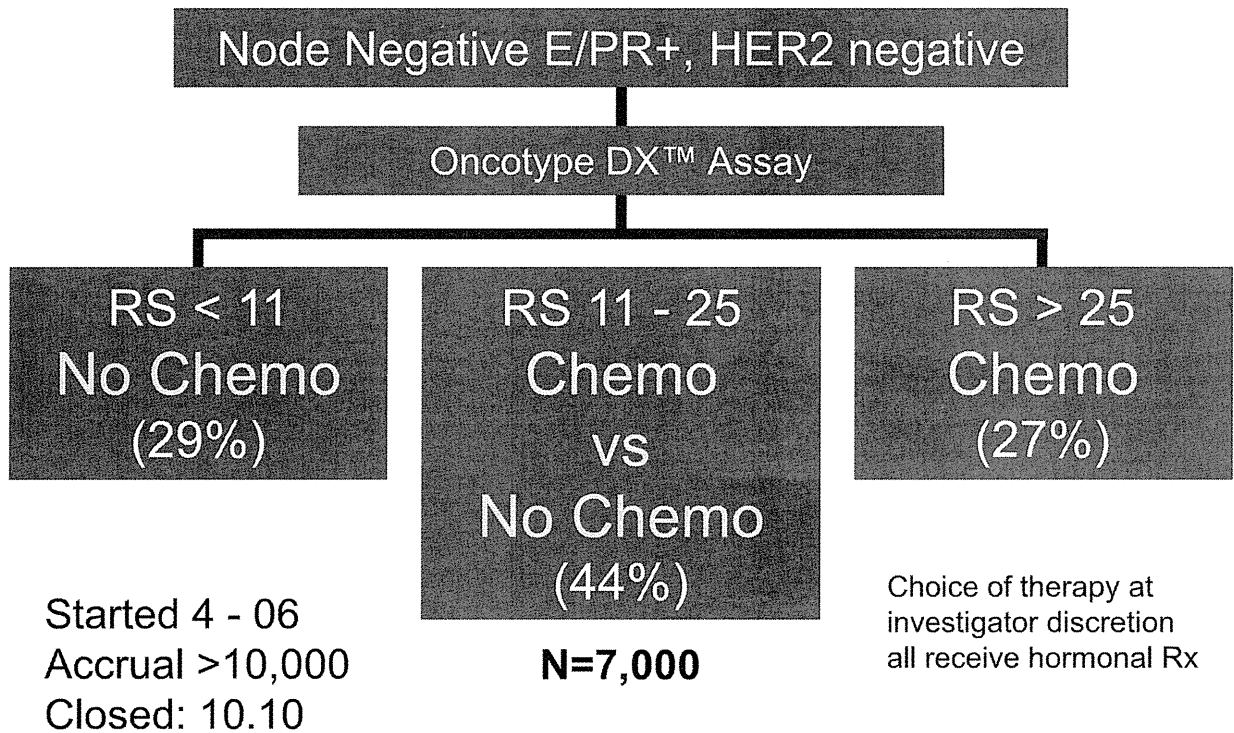 Node Negative E/PR+, HER2 negative
Oncotype DX™ Assay
RS < 11
No Chemo
(29%)
RS 11 - 25
Chemo
vs
No Chemo
(44%)
RS > 25
Chemo
(27%)
Started 4 - 06
Accrual >10,000
Closed: 10.10
N=7,000
Choice of therapy at
investigator discretion
all receive hormonal Rx